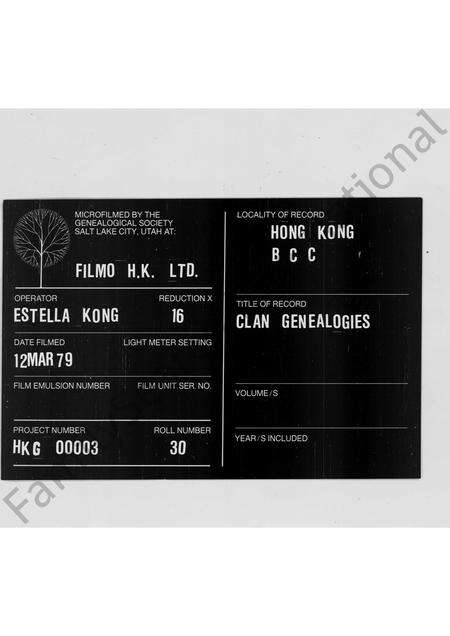 MICROFILMED BY THE
GENEALOGICAL SOCIETY
SALT LAKE CITY, UTAH AT:
FILMO H.K. LTD.
OPERATOR REDUCTION X
ESTELLA KONG 16
DATE FILMED LIGHT METER SETTING
12MAR79
FILM EMULSION NUMBER FILM UNIT SER. NO.
PROJECT NUMBER ROLL NUMBER
HKG 00003 30
LOCALITY OF RECORD
HONG KONG
B C C
TITLE OF RECORD
CLAN GENEALOGIES
VOLUME/S
YEAR/S INCLUDED